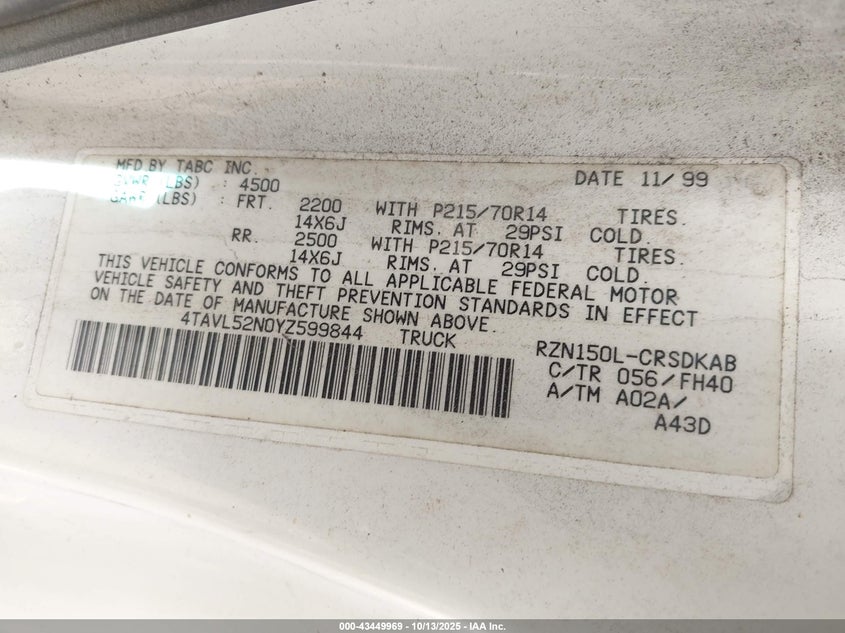 MFD BY TABC INC.
DATE 11/99
GVWR(LBS) : 4500
GAWR(LBS) : FRT. 2200 WITH P215/70R14 TIRES.
14X6J RIMS. AT 29PSI COLD.
RR. 2500 WITH P215/70R14 TIRES.
14X6J RIMS. AT 29PSI COLD.
THIS VEHICLE CONFORMS TO ALL APPLICABLE FEDERAL MOTOR
VEHICLE SAFETY AND THEFT PREVENTION STANDARDS IN EFFECT
ON THE DATE OF MANUFACTURE SHOWN ABOVE.
4TAVL52N0YZ599844 TRUCK
RZN150L-CRSDKAB
C/TR 056/FH40
A/TM A02A/
A43D
000-43449969 - 10/13/2025 - IAA Inc.